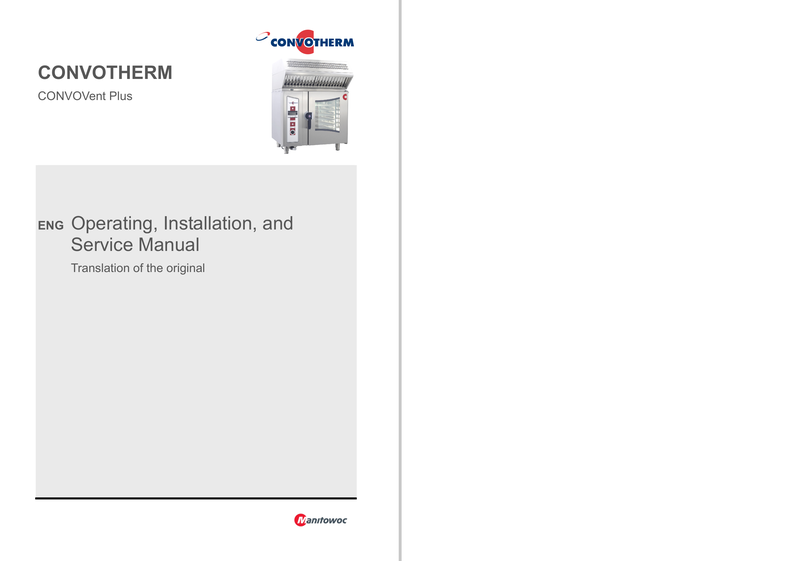 CONVOTHERM
CONVOTHERM
CONVOVent Plus
ENG Operating, Installation, and
Service Manual
Translation of the original
Manitowoc